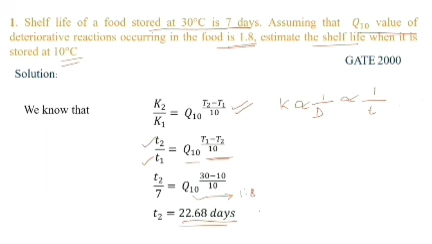 1. Shelf life of a food stored at 30°C is 7 days. Assuming that Q₁₀ value of
deteriorative reactions occurring in the food is 1.8, estimate the shelf life when it is
stored at 10°C
GATE 2000
Solution:
We know that K₂/K₁ = Q₁₀^((T₂−T₁)/10) K ∝ 1/D ∝ 1/t
t₂/t₁ = Q₁₀^((T₁−T₂)/10)
t₂/7 = Q₁₀^((30−10)/10) 1.8
t₂ = 22.68 days